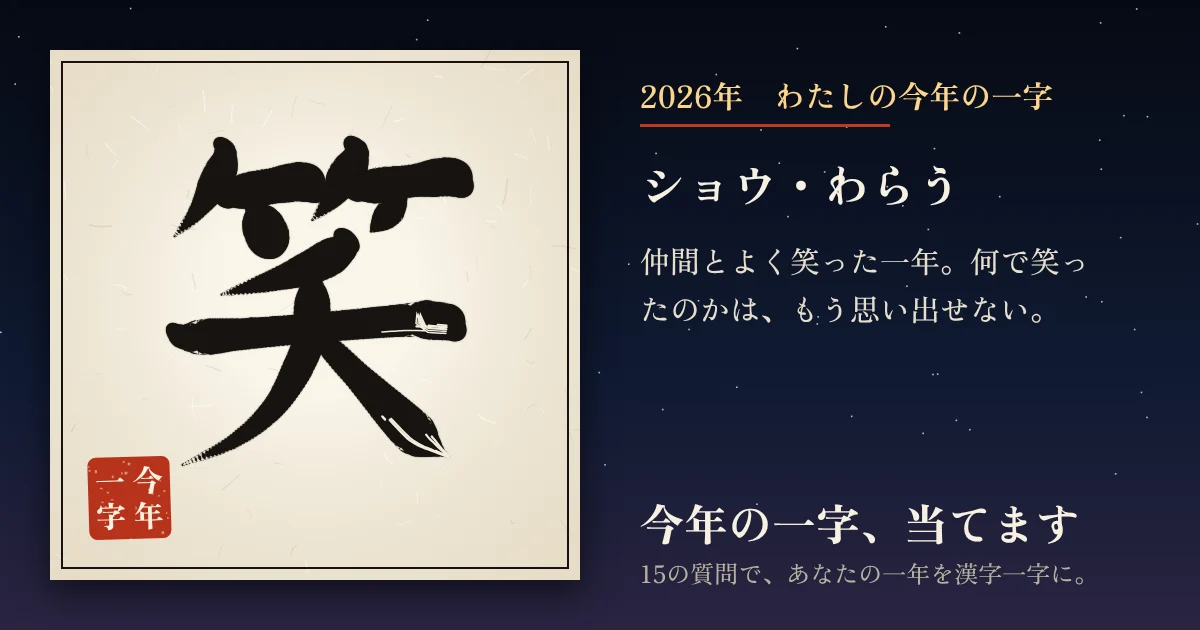 笑
今年
一字
2026年　わたしの今年の一字
ショウ・わらう
仲間とよく笑った一年。何で笑っ
たのかは、もう思い出せない。
今年の一字、当てます
15の質問で、あなたの一年を漢字一字に。